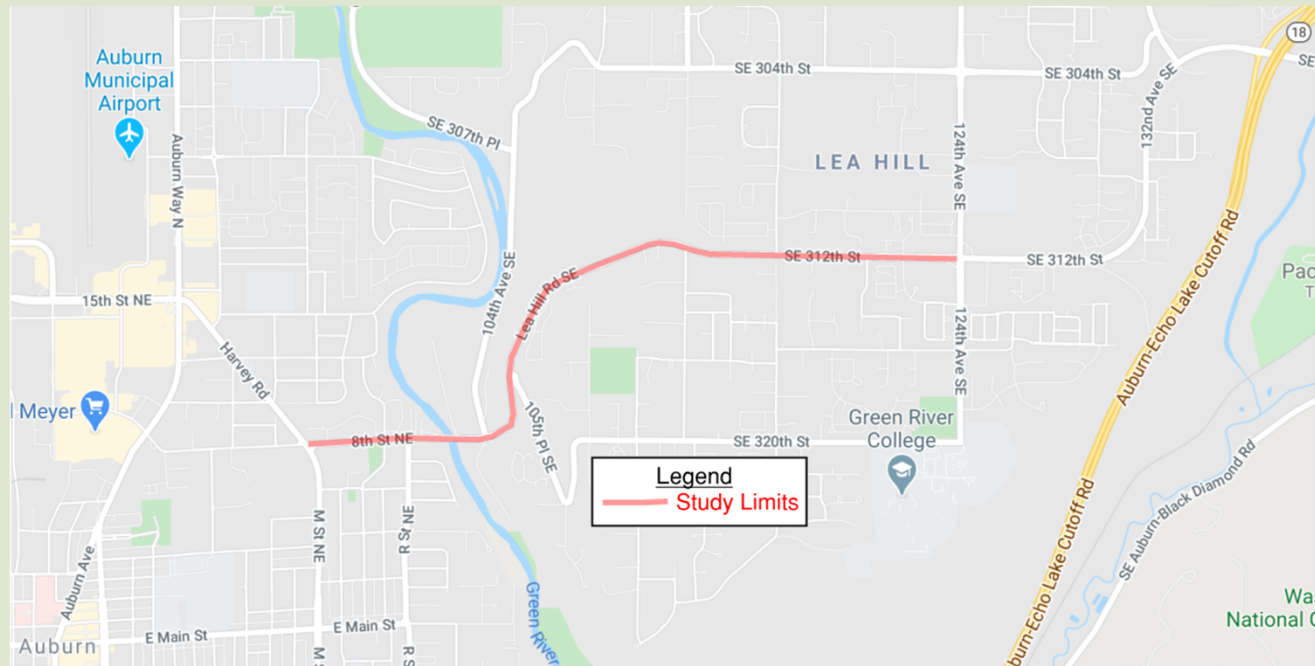 18
SE
Auburn
Municipal
Airport
SE 304th St
SE 304th St
132nd Ave SE
SE 307th Pl
Auburn Way N
124th Ave SE
LEA HILL
SE 312th St
SE 312th St
104th Ave SE
Lea Hill Rd SE
Auburn-Echo Lake Cutoff Rd
Pac
T
15th St NE
Harvey Rd
124th Ave SE
l Meyer
105th Pl SE
8th St NE
SE 320th St
Green River
College
Legend
Study Limits
M St NE
R St NE
SE Auburn-Black Diamond Rd
Auburn Ave
Green River
burn-Echo Lake Cutoff Rd
Was
National G
E Main St
E Main St
Auburn
M S
R S